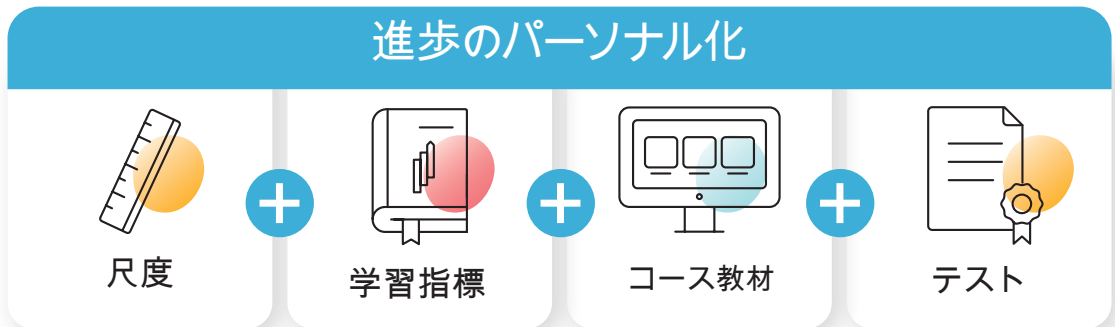 進歩のパーソナル化
尺度
学習指標
コース教材
テスト